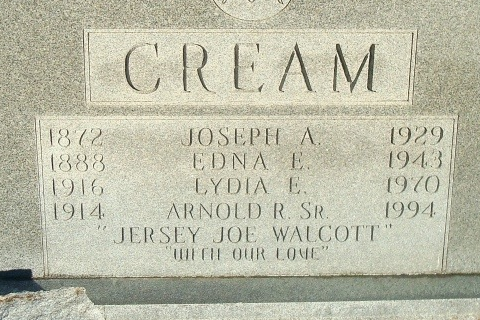 CREAM
1872 JOSEPH A. 1929
1888 EDNA E. 1943
1916 LYDIA E. 1970
1914 ARNOLD R. SR. 1994
"JERSEY JOE WALCOTT"
"WITH OUR LOVE"